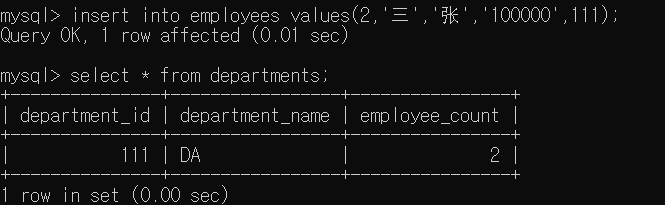 mysql> insert into employees values(2,'三','张','100000',111);
Query OK, 1 row affected (0.01 sec)
mysql> select * from departments;
+---------------+-----------------+----------------+
| department_id | department_name | employee_count |
+---------------+-----------------+----------------+
|           111 | DA              |              2 |
+---------------+-----------------+----------------+
1 row in set (0.00 sec)